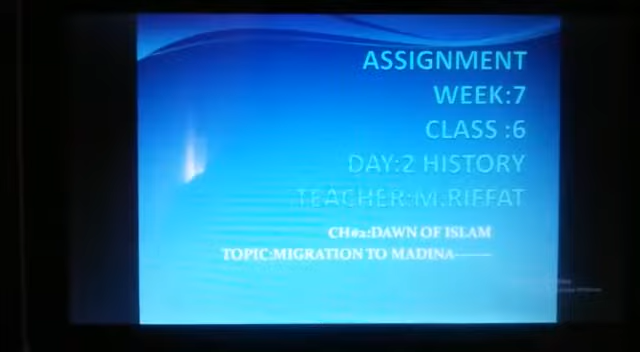 ASSIGNMENT
WEEK:7
CLASS :6
DAY:2 HISTORY
TEACHER:M.RIFFAT
CH#2:DAWN OF ISLAM
TOPIC:MIGRATION TO MADINA--------